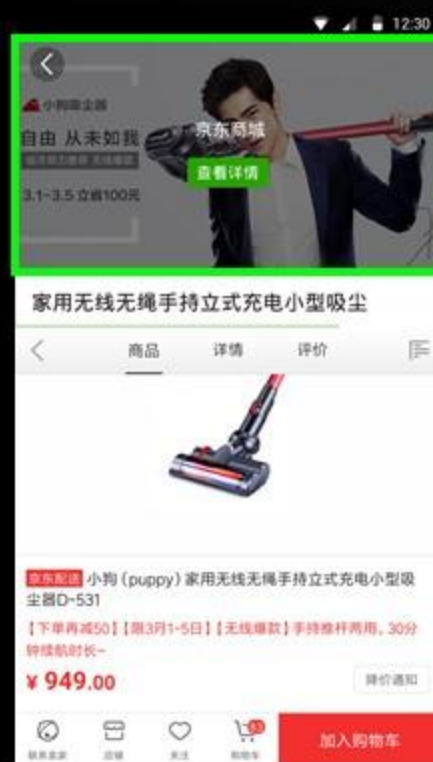 12:30
小狗吸尘器
京东商城
自由 从未如我
查看详情
3.1-3.5 立省100元
家用无线无绳手持立式充电小型吸尘
商品 详情 评价
京东配送 小狗（puppy）家用无线无绳手持立式充电小型吸
尘器D-531
【下单再减50】【限3月1-5日】【无线爆款】手持推杆两用，30分
钟续航时长~
¥ 949.00
降价通知
联系卖家 店铺 关注 购物车 加入购物车